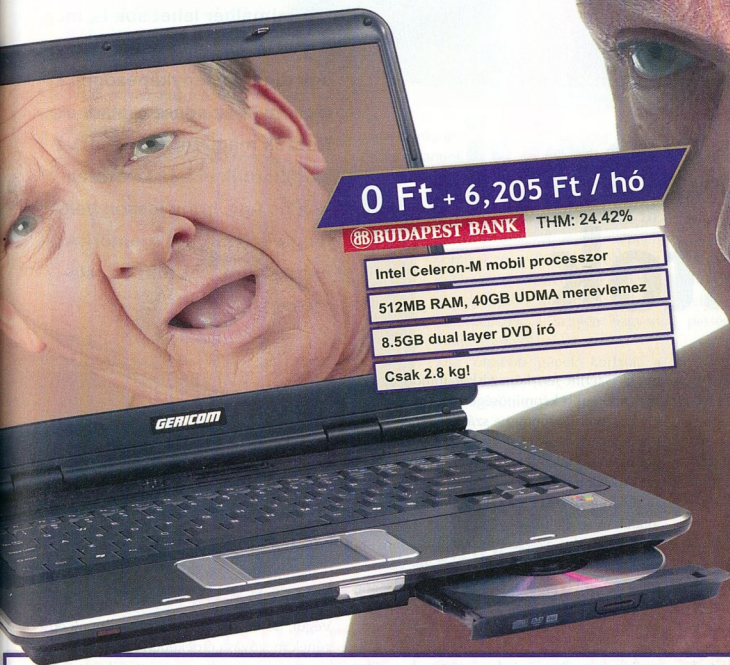 0 Ft + 6,205 Ft / hó
BB BUDAPEST BANK THM: 24.42%
Intel Celeron-M mobil processzor
512MB RAM, 40GB UDMA merevlemez
8.5GB dual layer DVD író
Csak 2.8 kg!
GERICOM